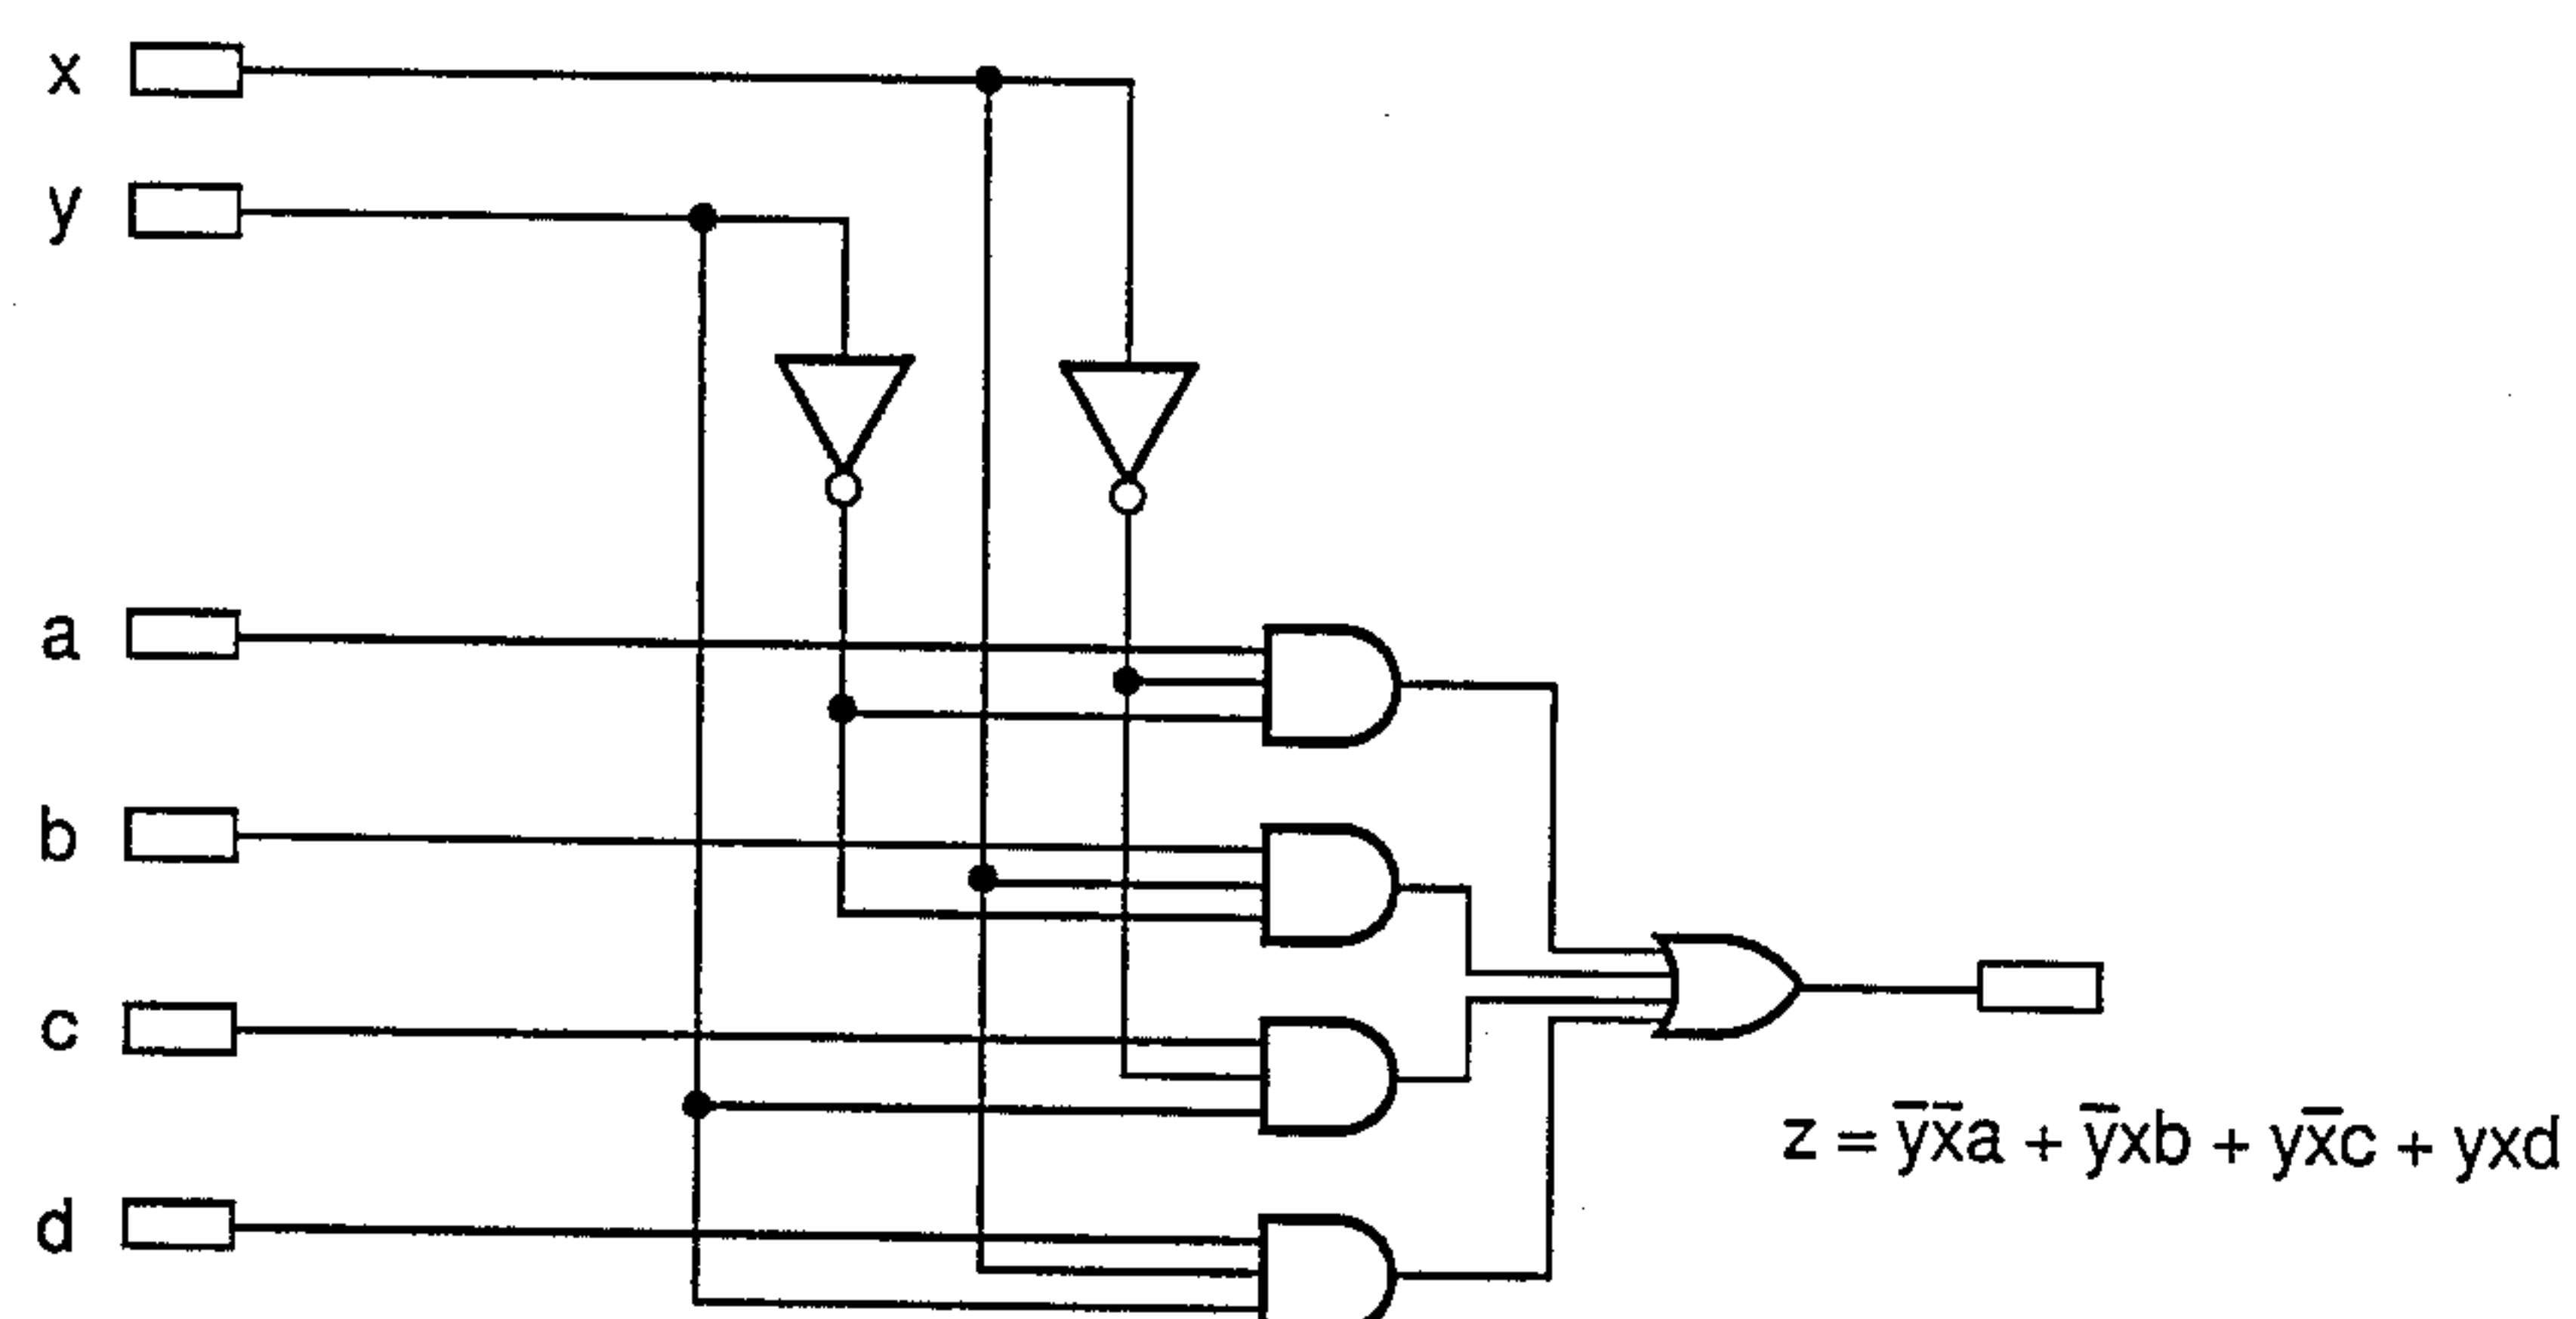 x
y
a
b
c
d
z = y̅x̅a + y̅xb + yx̅c + yxd